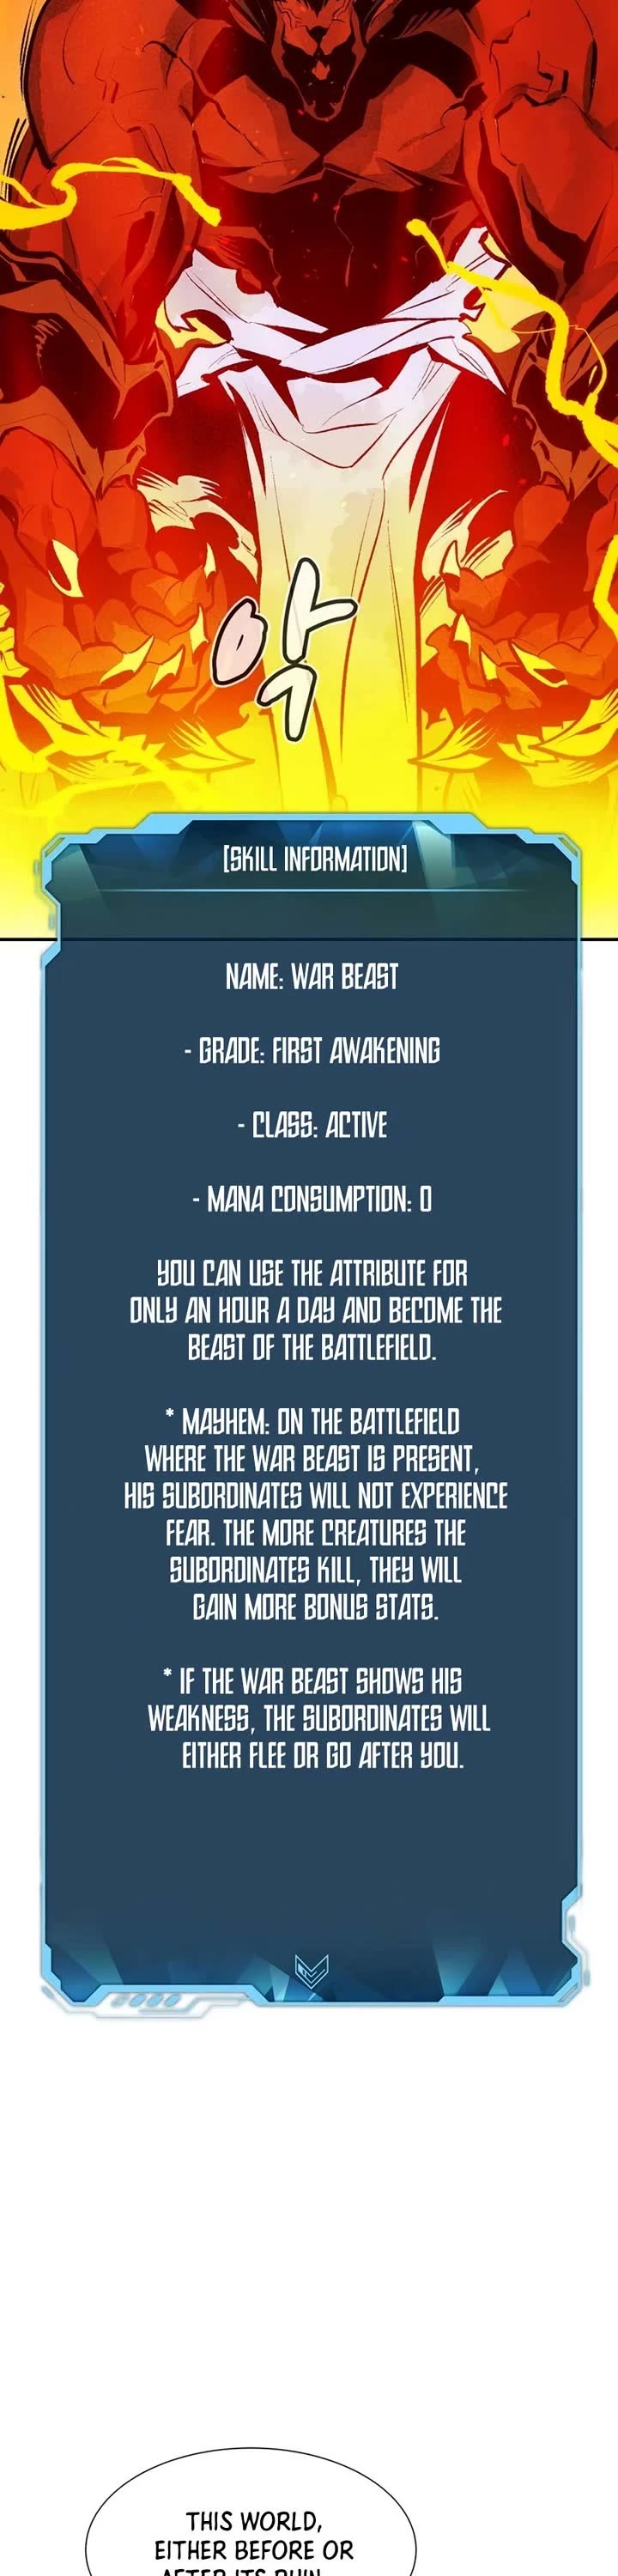 악
[SKILL INFORMATION]
NAME: WAR BEAST
- GRADE: FIRST AWAKENING
- CLASS: ACTIVE
- MANA CONSUMPTION: 0
YOU CAN USE THE ATTRIBUTE FOR
ONLY AN HOUR A DAY AND BECOME THE
BEAST OF THE BATTLEFIELD.
* MAYHEM: ON THE BATTLEFIELD
WHERE THE WAR BEAST IS PRESENT,
HIS SUBORDINATES WILL NOT EXPERIENCE
FEAR. THE MORE CREATURES THE
SUBORDINATES KILL, THEY WILL
GAIN MORE BONUS STATS.
* IF THE WAR BEAST SHOWS HIS
WEAKNESS, THE SUBORDINATES WILL
EITHER FLEE OR GO AFTER YOU.
THIS WORLD,
EITHER BEFORE OR
AFTER ITS RUIN